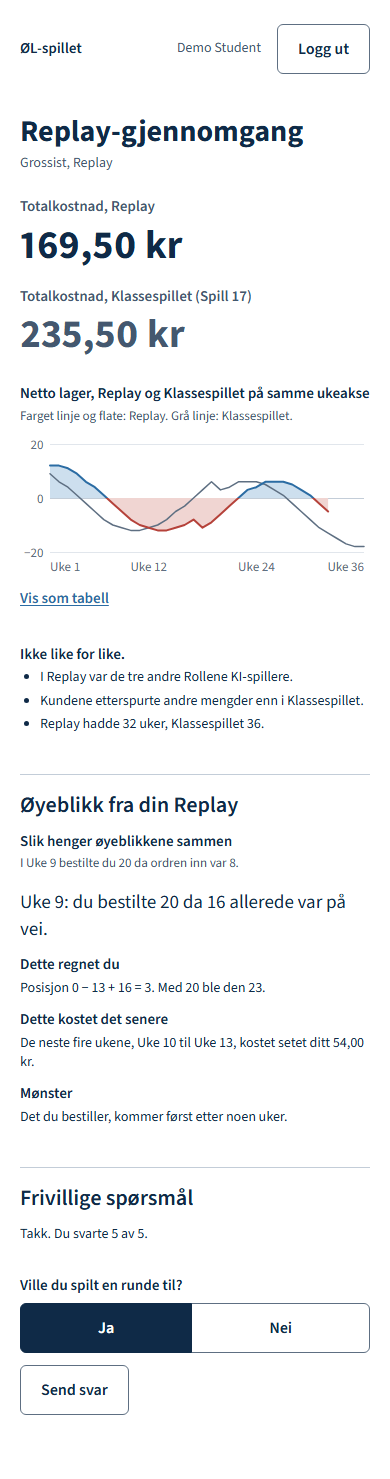 ØL-spillet
Demo Student
Logg ut
Replay-gjennomgang
Grossist, Replay
Totalkostnad, Replay
169,50 kr
Totalkostnad, Klassespillet (Spill 17)
235,50 kr
Netto lager, Replay og Klassespillet på samme ukeakse
Farget linje og flate: Replay. Grå linje: Klassespillet.
20
0
−20
Uke 1
Uke 12
Uke 24
Uke 36
Vis som tabell
Ikke like for like.
• I Replay var de tre andre Rollene KI-spillere.
• Kundene etterspurte andre mengder enn i Klassespillet.
• Replay hadde 32 uker, Klassespillet 36.
Øyeblikk fra din Replay
Slik henger øyeblikkene sammen
I Uke 9 bestilte du 20 da ordren inn var 8.
Uke 9: du bestilte 20 da 16 allerede var på
vei.
Dette regnet du
Posisjon 0 − 13 + 16 = 3. Med 20 ble den 23.
Dette kostet det senere
De neste fire ukene, Uke 10 til Uke 13, kostet setet ditt 54,00
kr.
Mønster
Det du bestiller, kommer først etter noen uker.
Frivillige spørsmål
Takk. Du svarte 5 av 5.
Ville du spilt en runde til?
Ja
Nei
Send svar